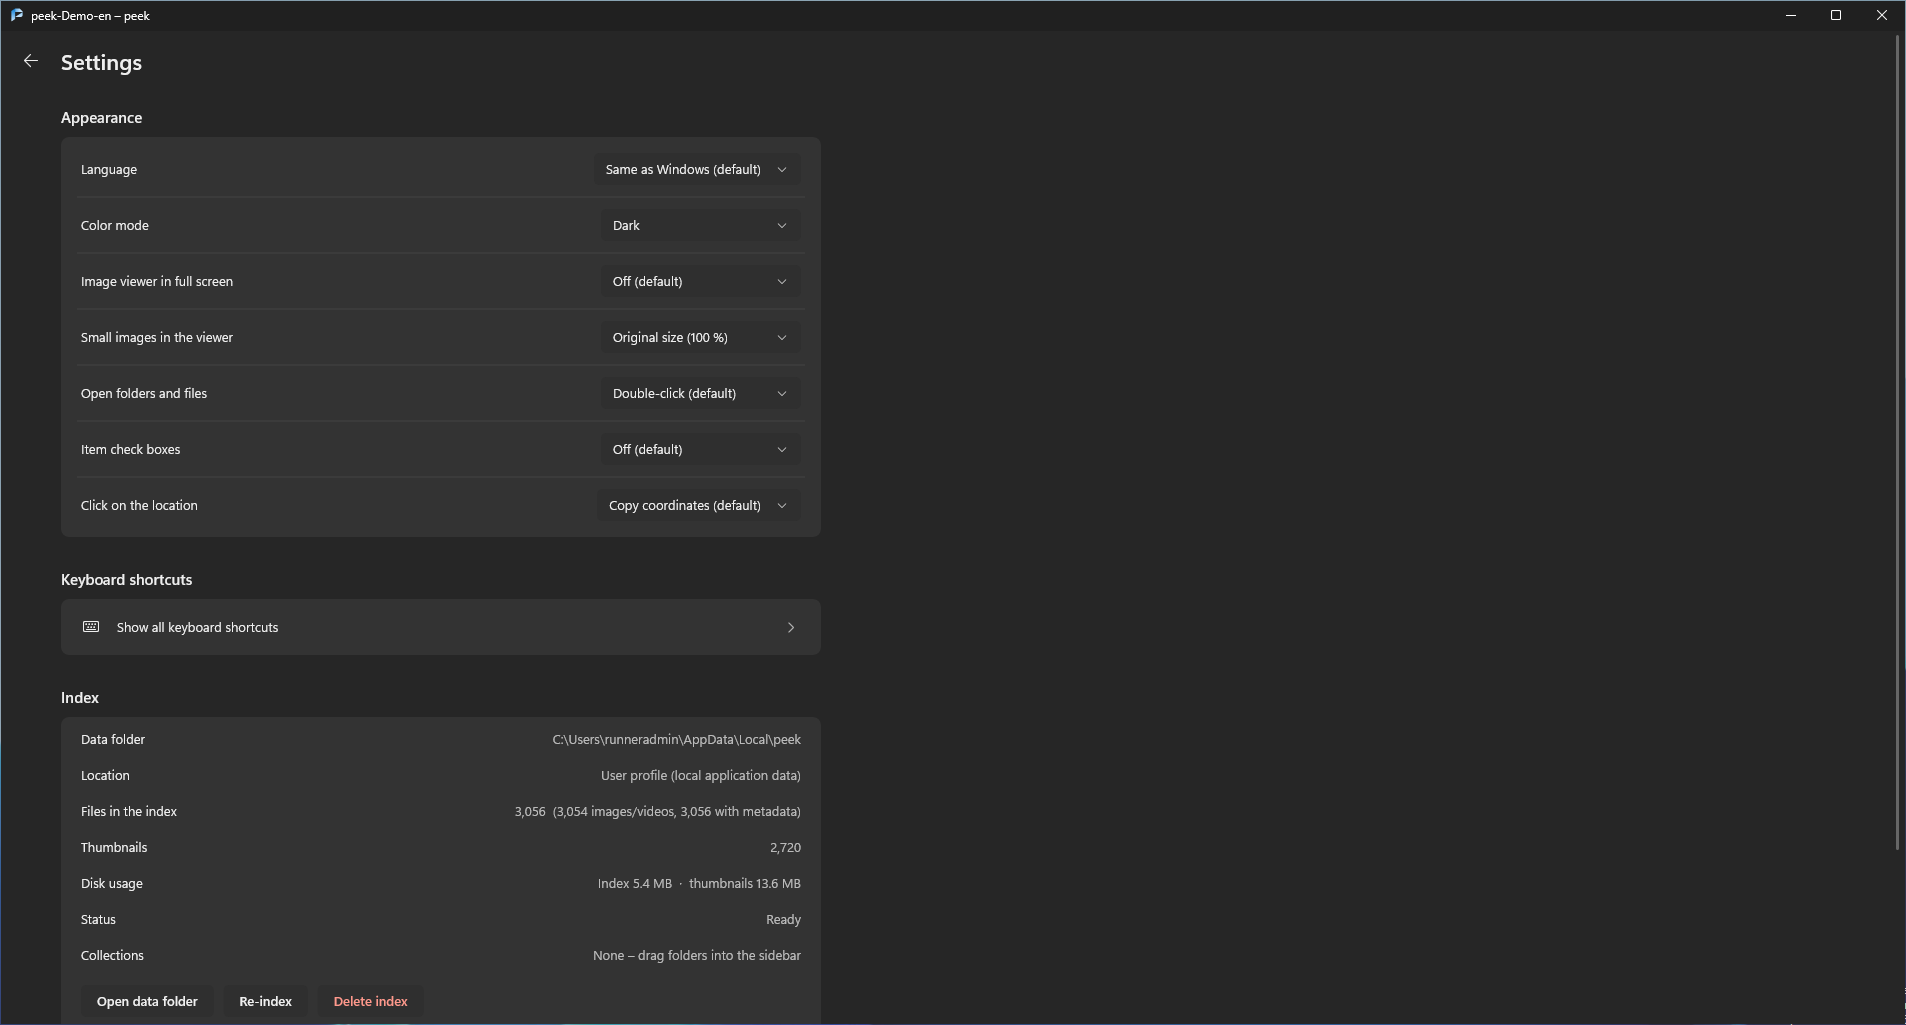 peek-Demo-en – peek
Settings
Appearance
Language Same as Windows (default)
Color mode Dark
Image viewer in full screen Off (default)
Small images in the viewer Original size (100 %)
Open folders and files Double-click (default)
Item check boxes Off (default)
Click on the location Copy coordinates (default)
Keyboard shortcuts
Show all keyboard shortcuts
Index
Data folder C:\Users\runneradmin\AppData\Local\peek
Location User profile (local application data)
Files in the index 3,056 (3,054 images/videos, 3,056 with metadata)
Thumbnails 2,720
Disk usage Index 5.4 MB · thumbnails 13.6 MB
Status Ready
Collections None – drag folders into the sidebar
Open data folder Re-index Delete index